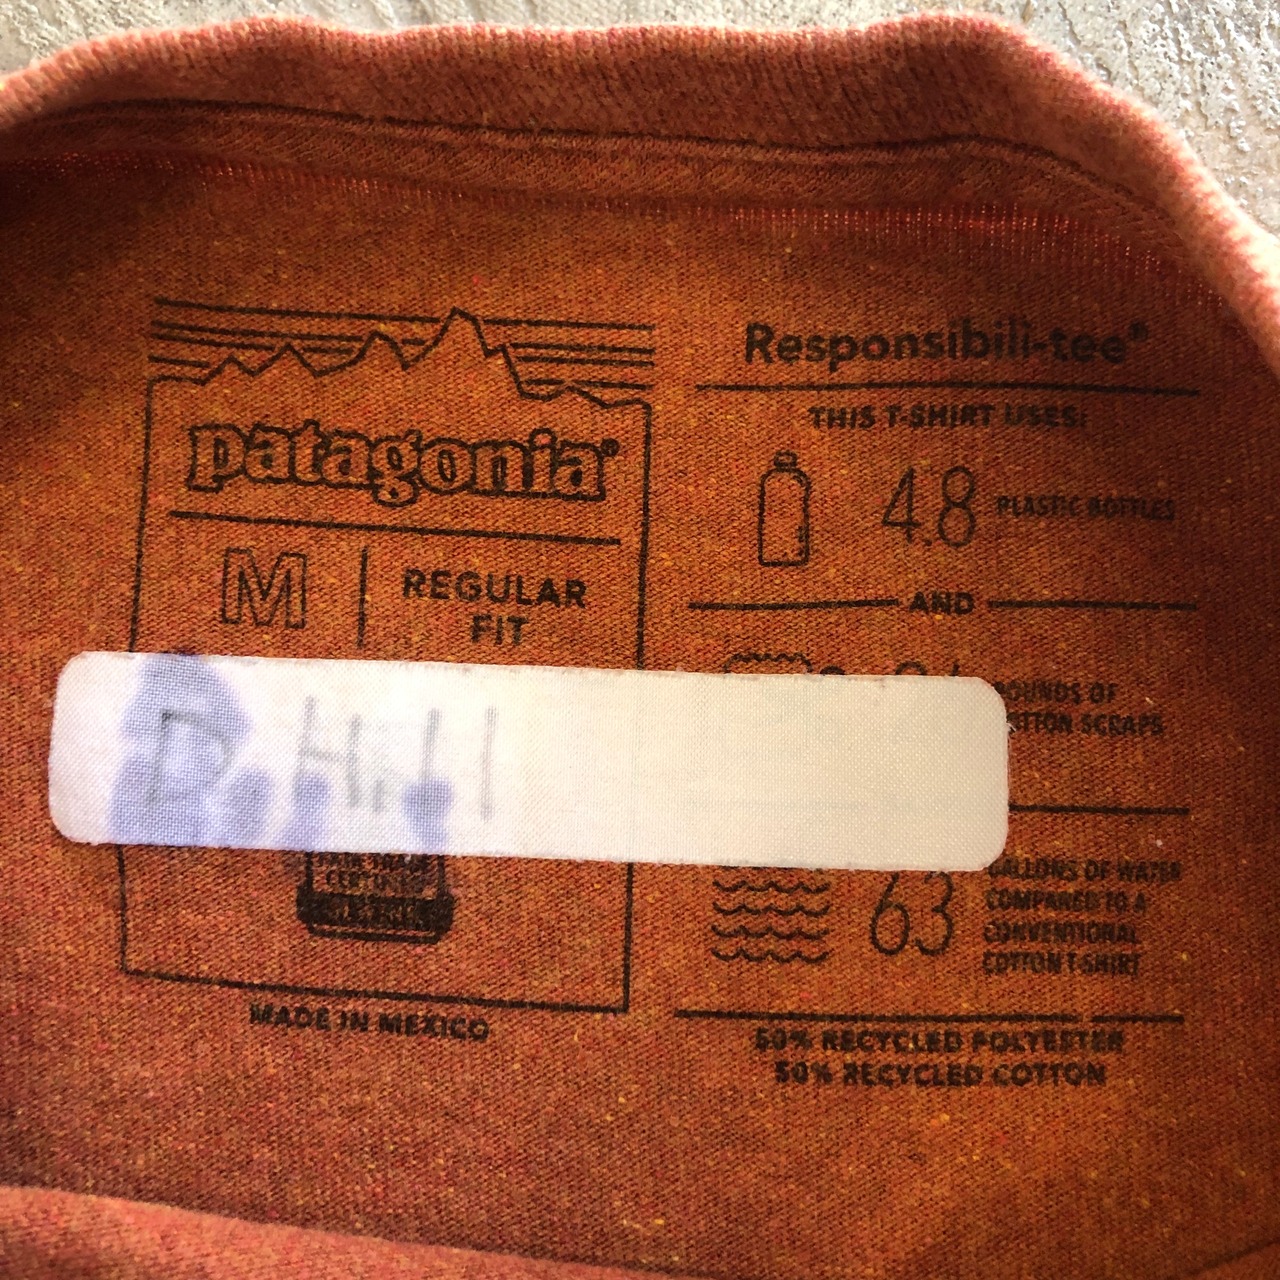 patagonia®
M
REGULAR
FIT
D. Hill
MADE IN MEXICO
Responsibili-tee®
THIS T-SHIRT USES:
4.8 PLASTIC BOTTLES
AND
POUNDS OF
COTTON SCRAPS
63 GALLONS OF WATER
COMPARED TO A
CONVENTIONAL
COTTON T-SHIRT
50% RECYCLED POLYESTER
50% RECYCLED COTTON